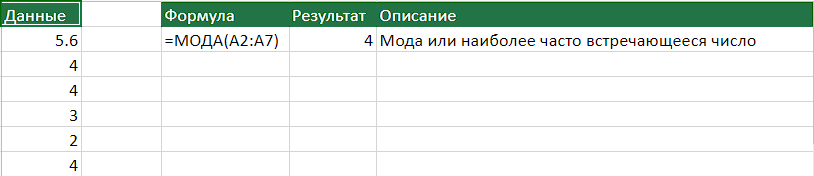 Данные Формула Результат Описание
5.6 =МОДА(A2:A7) 4 Мода или наиболее часто встречающееся число
4
4
3
2
4